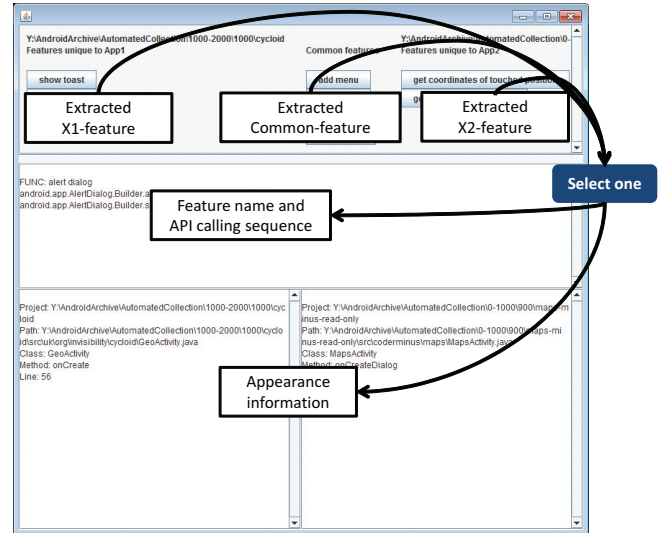 Y:\AndroidArchive\AutomatedCollection\1000-2000\1000\cycloid
Features unique to App1
Common features
Y:\AndroidArchive\AutomatedCollection\0-
Features unique to App2
show toast
add menu
get coordinates of touched position
Extracted
X1-feature
Extracted
Common-feature
Extracted
X2-feature
Select one
FUNC: alert dialog
android.app.AlertDialog.Builder.
android.app.AlertDialog.Builder.
Feature name and
API calling sequence
Project: Y:\AndroidArchive\AutomatedCollection\1000-2000\1000\cyc
loid
Path: Y:\AndroidArchive\AutomatedCollection\1000-2000\1000\cyclo
id\src\uk\org\invisibility\cycloid\GeoActivity.java
Class: GeoActivity
Method: onCreate
Line: 56
Project: Y:\AndroidArchive\AutomatedCollection\0-1000\900\maps-m
inus-read-only
Path: Y:\AndroidArchive\AutomatedCollection\0-1000\900\maps-mi
nus-read-only\src\coderminus\maps\MapsActivity.java
Class: MapsActivity
Method: onCreateDialog
Appearance
information